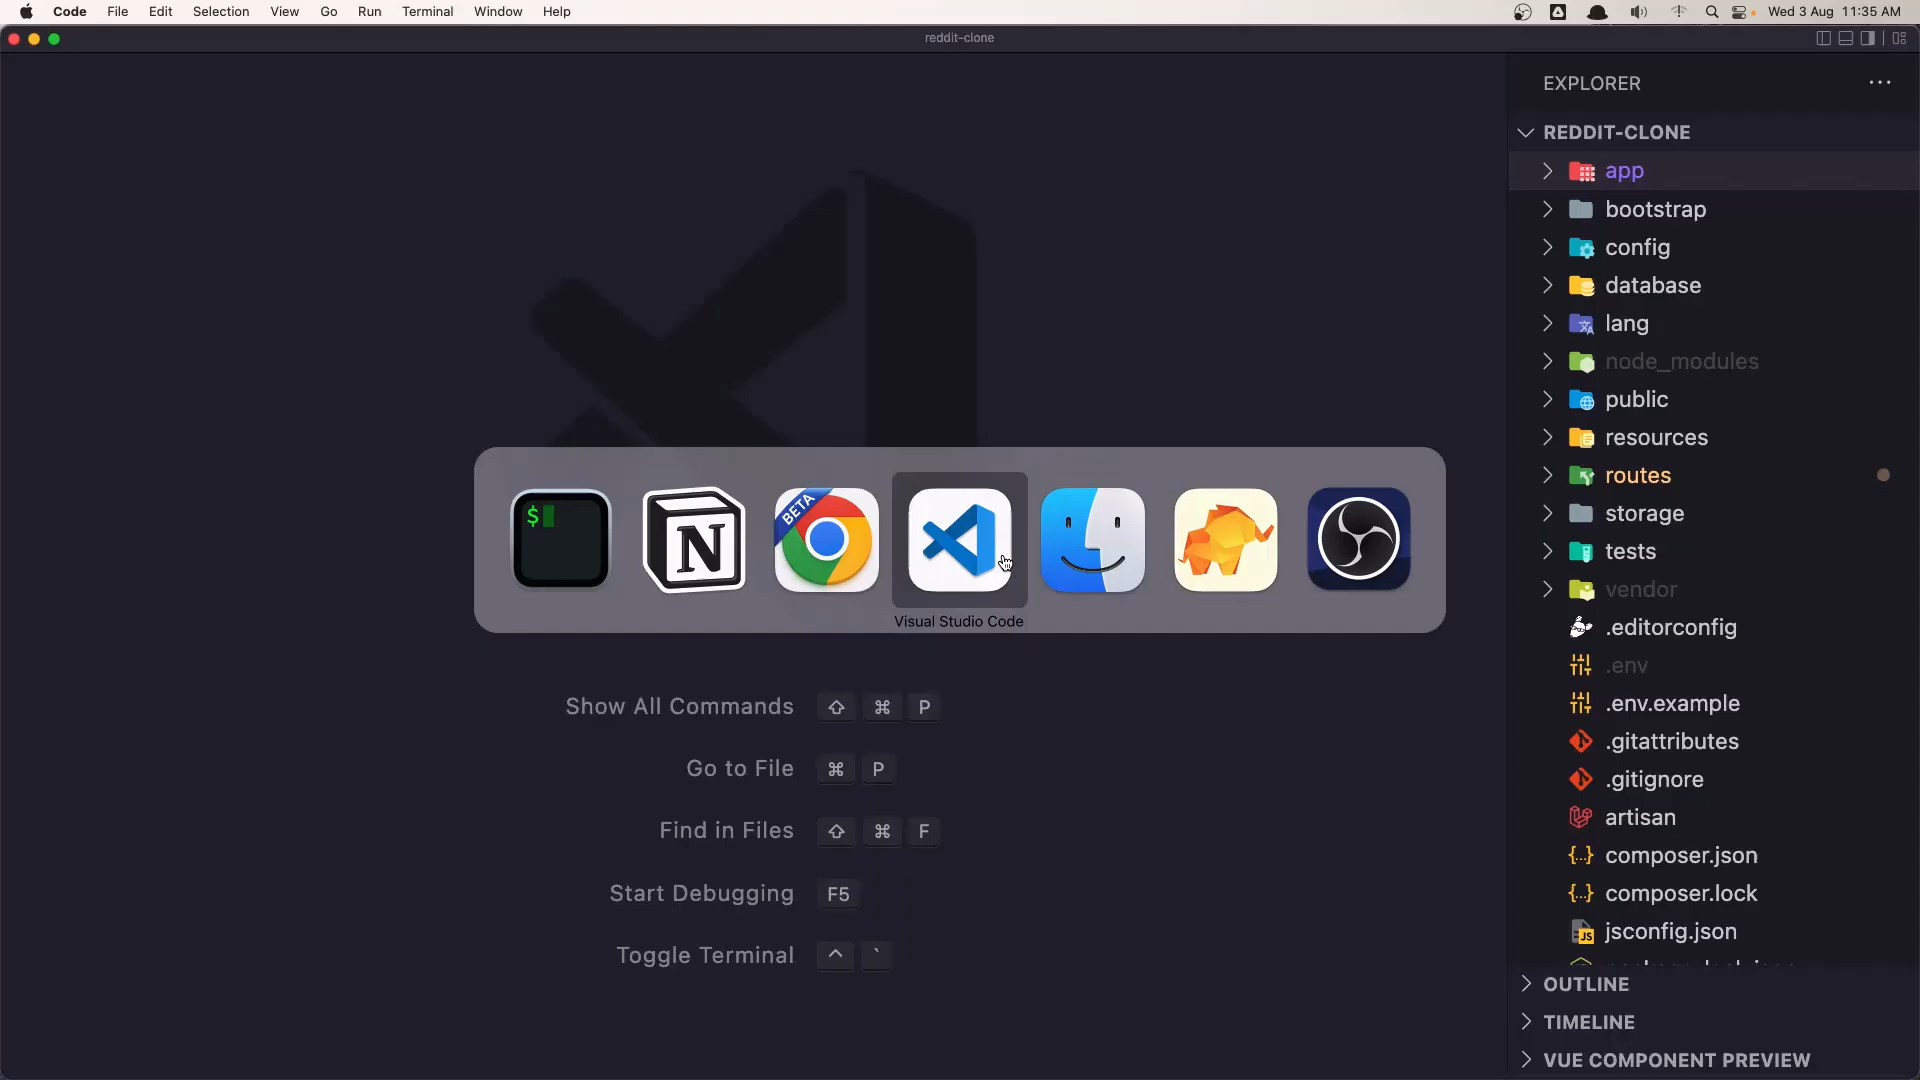 Code File Edit Selection View Go Run Terminal Window Help
Wed 3 Aug 11:35 AM
reddit-clone
EXPLORER
REDDIT-CLONE
app
bootstrap
config
database
lang
node_modules
public
resources
routes
storage
tests
vendor
.editorconfig
.env
.env.example
.gitattributes
.gitignore
artisan
composer.json
composer.lock
jsconfig.json
OUTLINE
TIMELINE
VUE COMPONENT PREVIEW
$
N
BETA
Visual Studio Code
Show All Commands ⇧ ⌘ P
Go to File ⌘ P
Find in Files ⇧ ⌘ F
Start Debugging F5
Toggle Terminal ^ `